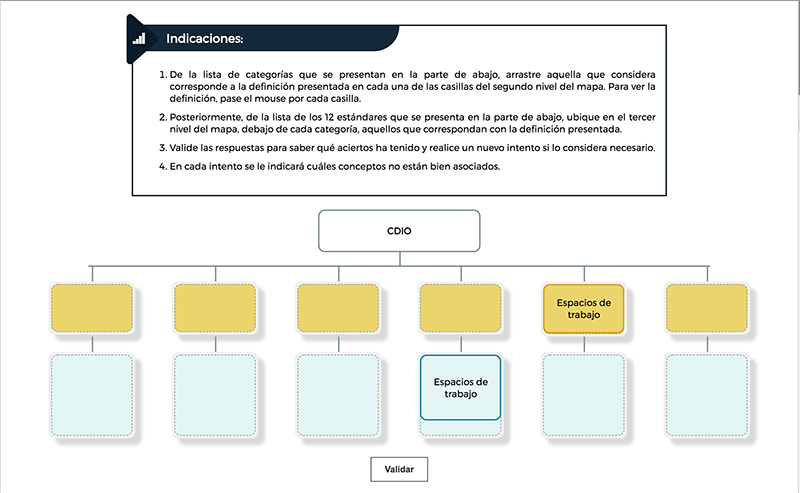 Indicaciones:
1. De la lista de categorías que se presentan en la parte de abajo, arrastre aquella que considera
corresponde a la definición presentada en cada una de las casillas del segundo nivel del mapa. Para ver la
definición, pase el mouse por cada casilla.
2. Posteriormente, de la lista de los 12 estándares que se presenta en la parte de abajo, ubique en el tercer
nivel del mapa, debajo de cada categoría, aquellos que correspondan con la definición presentada.
3. Valide las respuestas para saber qué aciertos ha tenido y realice un nuevo intento si lo considera necesario.
4. En cada intento se le indicará cuáles conceptos no están bien asociados.
CDIO
Espacios de
trabajo
Espacios de
trabajo
Validar